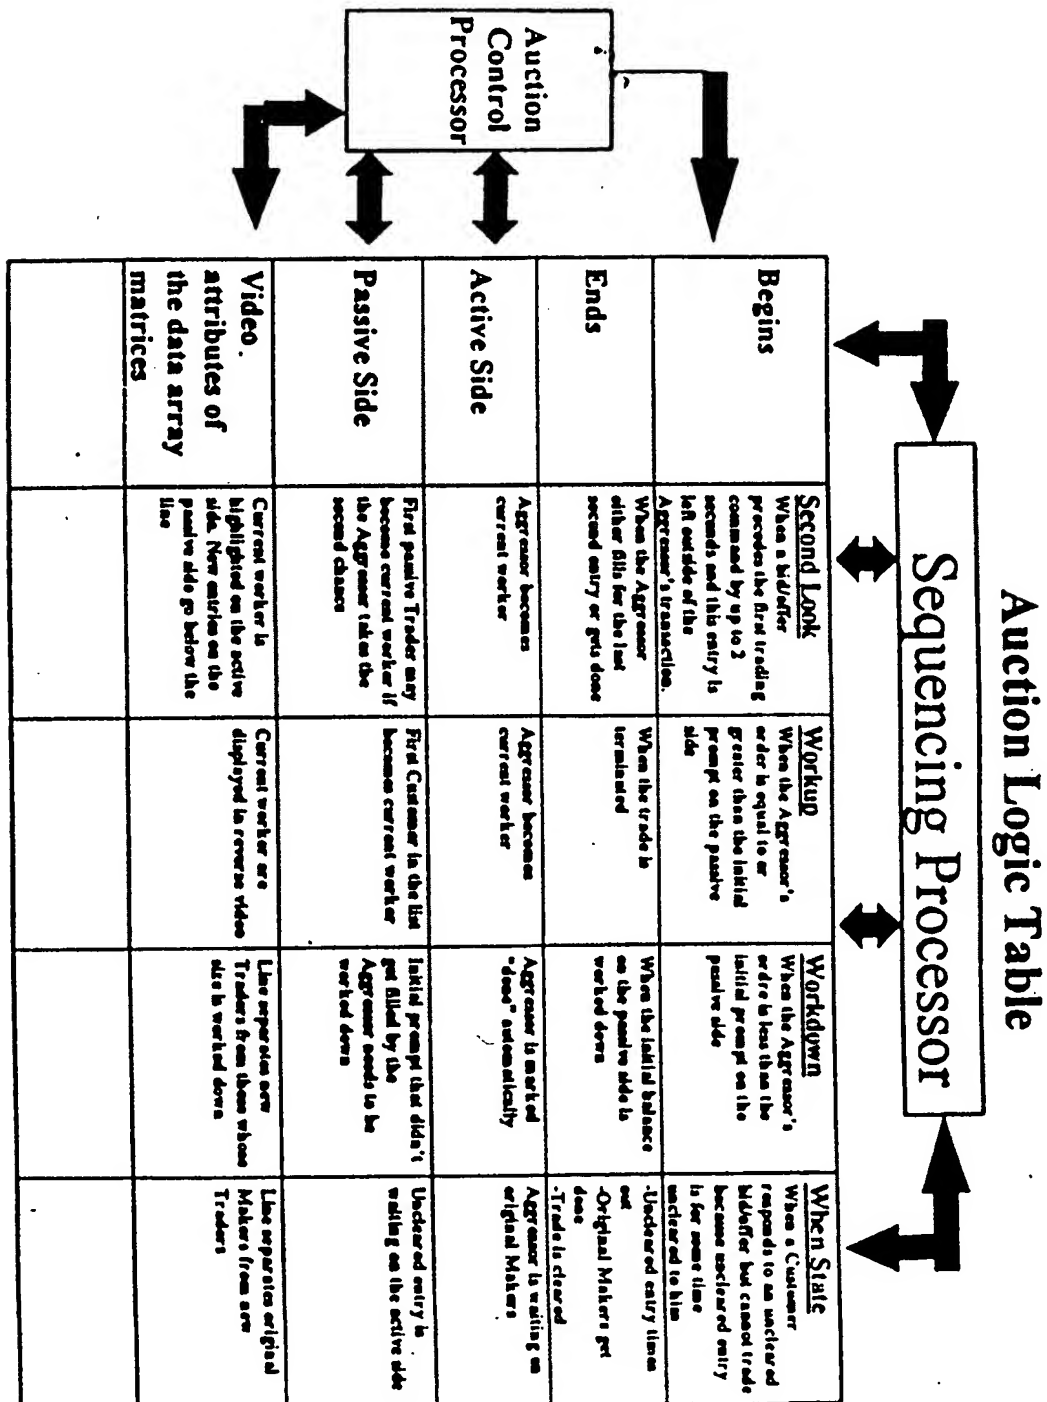 Auction Logic Table
Sequencing Processor
Auction
Control
Processor
Second Look
Workup
Workdown
When State
Begins
When a bid/offer
precedes the first trading
command by up to 2
seconds and this entry is
left outside of the
Aggressor's transaction.
When the Aggressor's
order is equal to or
greater than the initial
prompt on the passive
side
When the Aggressor's
ordre is less than the
initial prompt on the
passive side
When a Customer
responds to an uncleared
bid/offer but cannot trade
because uncleared entry
is for some time
uncleared to him
Ends
When the Aggressor
either fills for the last
second entry or gets done
When the trade is
terminated
When the initial balance
on the passive side is
worked down
-Uncleared entry times
out
-Original Makers get
done
-Trade is cleared
Active Side
Aggressor becomes
current worker
Aggressor becomes
current worker
Aggressor is marked
"done" automatically
Aggressor is waiting on
original Makers
Passive Side
First passive Trader may
become current worker if
the Aggressor takes the
second chance
First Customer in the list
becomes current worker
Initial prompt that didn't
get filled by the
Aggressor needs to be
worked down
Uncleared entry is
waiting on the active side
Video.
attributes of
the data array
matrices
Current worker is
highlighted on the active
side. New entries on the
passive side go below the
line
Current worker are
displayed in reverse video
Line separates new
Traders from those whose
size is worked down
Line separates original
Makers from new
Traders